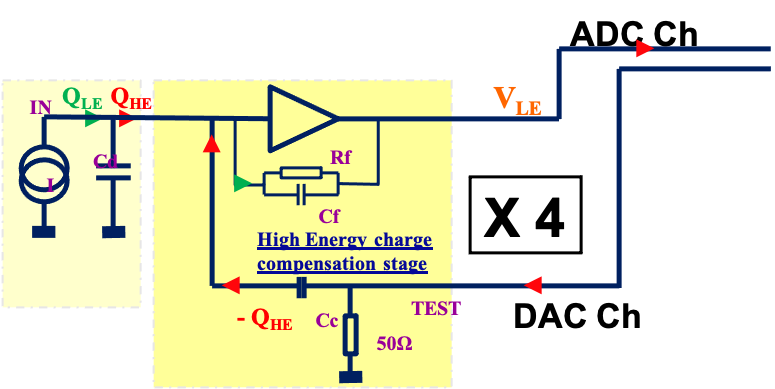 ADC Ch
IN
QLE
QHE
VLE
Cd
I
Rf
Cf
X 4
High Energy charge
compensation stage
- QHE
Cc
TEST
DAC Ch
50Ω